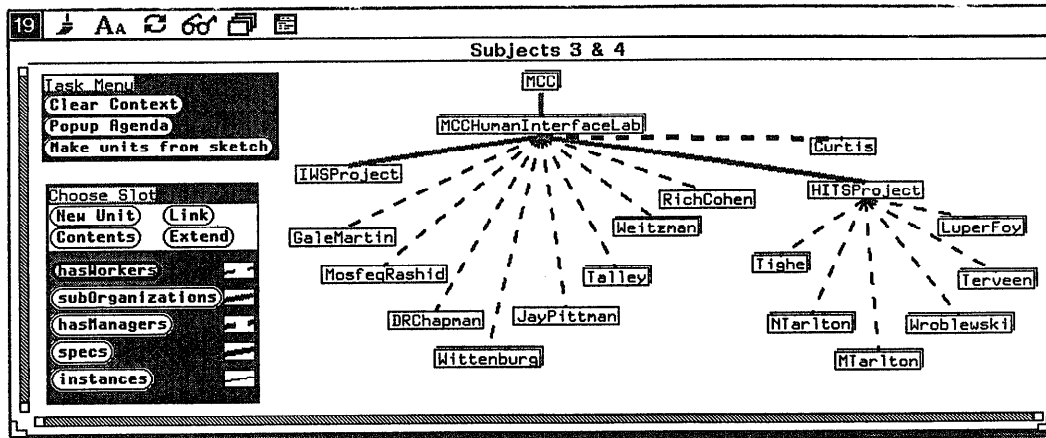 19 AA
Subjects 3 & 4
Task Menu
Clear Context
Popup Agenda
Make units from sketch
Choose Slot
New Unit Link
Contents Extend
hasWorkers
subOrganizations
hasManagers
specs
instances
MCC
MCCHumanInterfaceLab
Curtis
IWSProject
HITSProject
RichCohen
GaleMartin
Weitzman
LuperFoy
MosfeqRashid
Talley
Tighe
Terveen
DRChapman
JayPittman
NTarlton
Wroblewski
Wittenburg
MTarlton